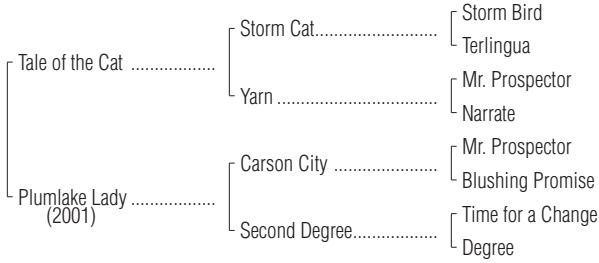 Storm Bird
Storm Cat
Terlingua
Tale of the Cat
Mr. Prospector
Yarn
Narrate
Mr. Prospector
Carson City
Blushing Promise
Plumlake Lady
(2001)
Time for a Change
Second Degree
Degree